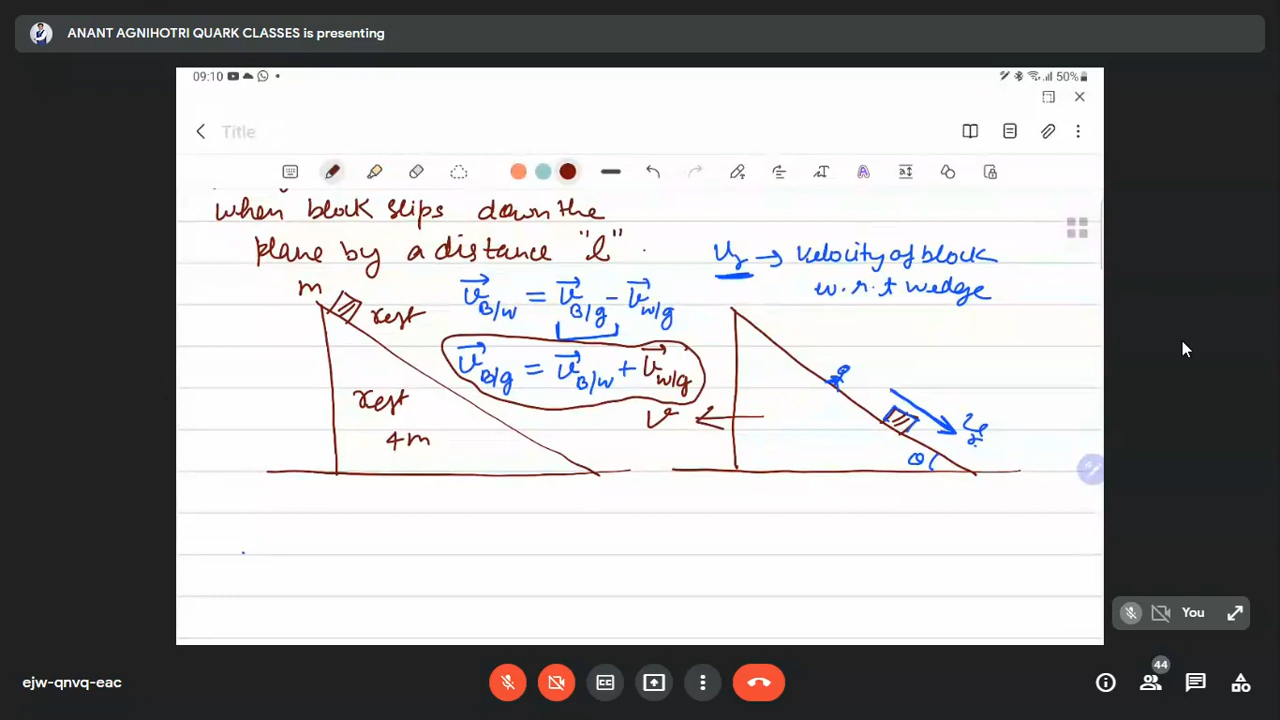 ANANT AGNIHOTRI QUARK CLASSES is presenting
09:10
50%
Title
when block slips down the
plane by a distance "l"
m
rest
rest
4m
v B/w = v B/g - v w/g
v B/g = v B/w + v w/g
v
vr → velocity of block
w.r.t wedge
vr
θ
You
ejw-qnvq-eac
44